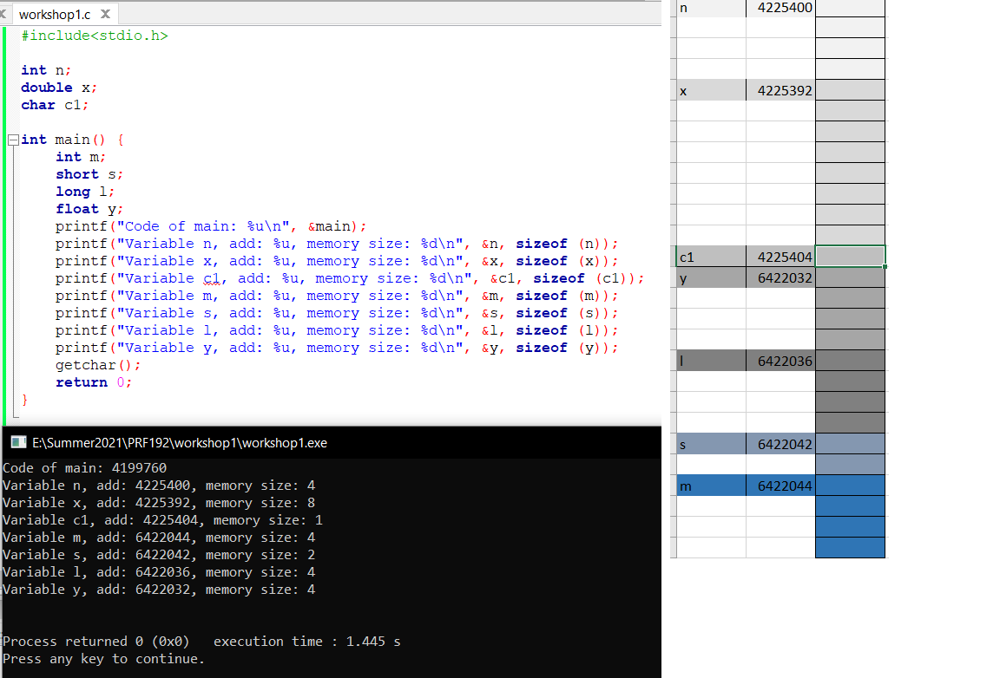 workshop1.c X
#include<stdio.h>
int n;
double x;
char c1;
int main() {
int m;
short s;
long l;
float y;
printf("Code of main: %u\n", &main);
printf("Variable n, add: %u, memory size: %d\n", &n, sizeof (n));
printf("Variable x, add: %u, memory size: %d\n", &x, sizeof (x));
printf("Variable c1, add: %u, memory size: %d\n", &c1, sizeof (c1));
printf("Variable m, add: %u, memory size: %d\n", &m, sizeof (m));
printf("Variable s, add: %u, memory size: %d\n", &s, sizeof (s));
printf("Variable l, add: %u, memory size: %d\n", &l, sizeof (l));
printf("Variable y, add: %u, memory size: %d\n", &y, sizeof (y));
getchar();
return 0;
}
E:\Summer2021\PRF192\workshop1\workshop1.exe
Code of main: 4199760
Variable n, add: 4225400, memory size: 4
Variable x, add: 4225392, memory size: 8
Variable c1, add: 4225404, memory size: 1
Variable m, add: 6422044, memory size: 4
Variable s, add: 6422042, memory size: 2
Variable l, add: 6422036, memory size: 4
Variable y, add: 6422032, memory size: 4
Process returned 0 (0x0)   execution time : 1.445 s
Press any key to continue.
n 4225400
x 4225392
c1 4225404
y 6422032
l 6422036
s 6422042
m 6422044